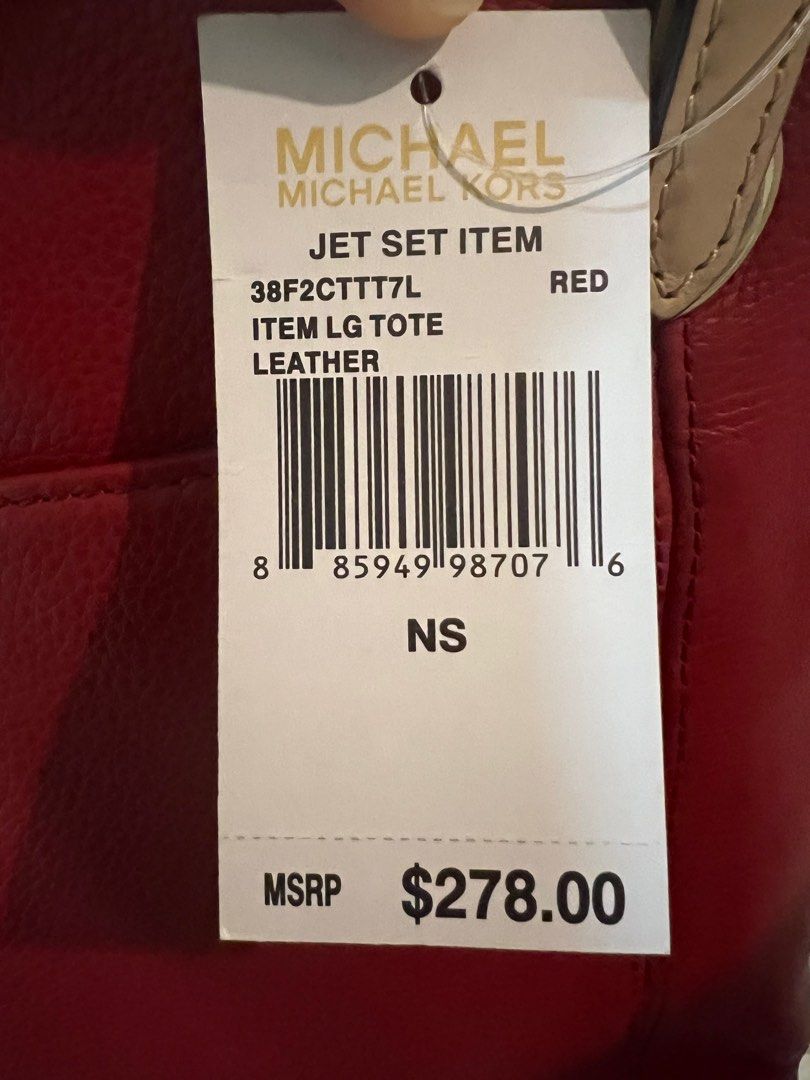 MICHAEL
MICHAEL KORS
JET SET ITEM
38F2CTTT7L RED
ITEM LG TOTE
LEATHER
8 85949 98707 6
NS
MSRP $278.00